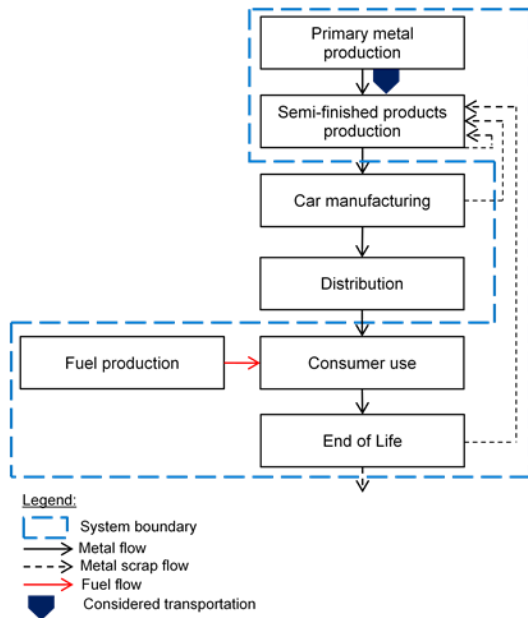 Primary metal
production
Semi-finished products
production
Car manufacturing
Distribution
Fuel production
Consumer use
End of Life
Legend:
System boundary
Metal flow
Metal scrap flow
Fuel flow
Considered transportation